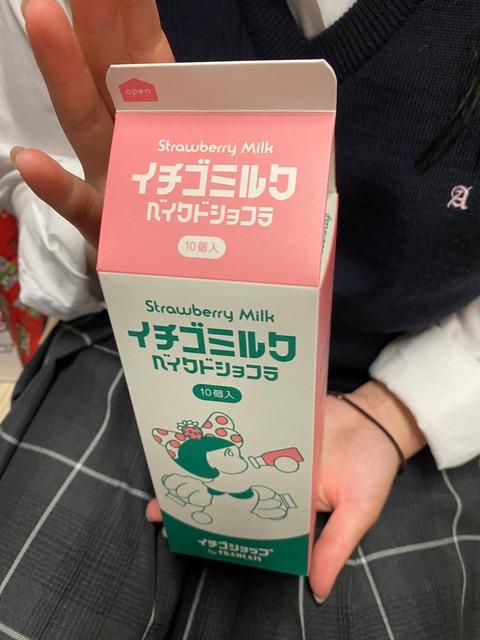 open
Strawberry Milk
イチゴミルク
ベイクドショコラ
10個入
A
Strawberry Milk
イチゴミルク
ベイクドショコラ
10個入
イチゴショップ
by FRANÇAIS